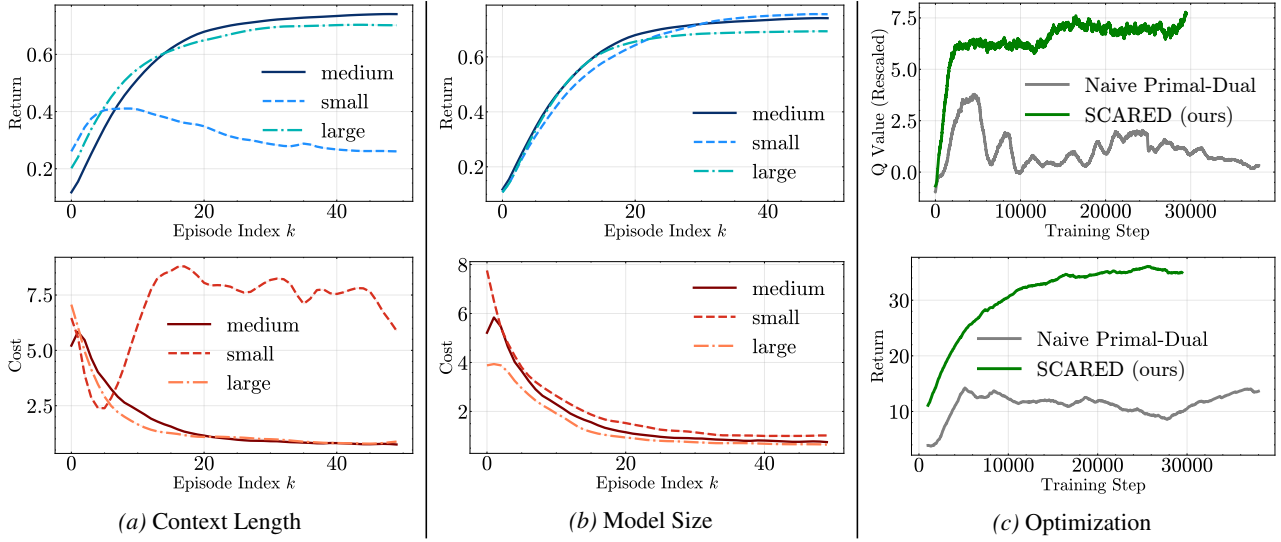 Return
0.6
0.4
0.2
medium
small
large
0
20
40
Episode Index k
Cost
7.5
5.0
2.5
medium
small
large
0
20
40
Episode Index k
(a) Context Length
Return
0.6
0.4
0.2
medium
small
large
0
20
40
Episode Index k
Cost
8
6
4
2
medium
small
large
0
20
40
Episode Index k
(b) Model Size
Q Value (Rescaled)
7.5
5.0
2.5
0.0
Naive Primal-Dual
SCARED (ours)
0
10000
20000
30000
Training Step
Return
30
20
10
Naive Primal-Dual
SCARED (ours)
0
10000
20000
30000
Training Step
(c) Optimization